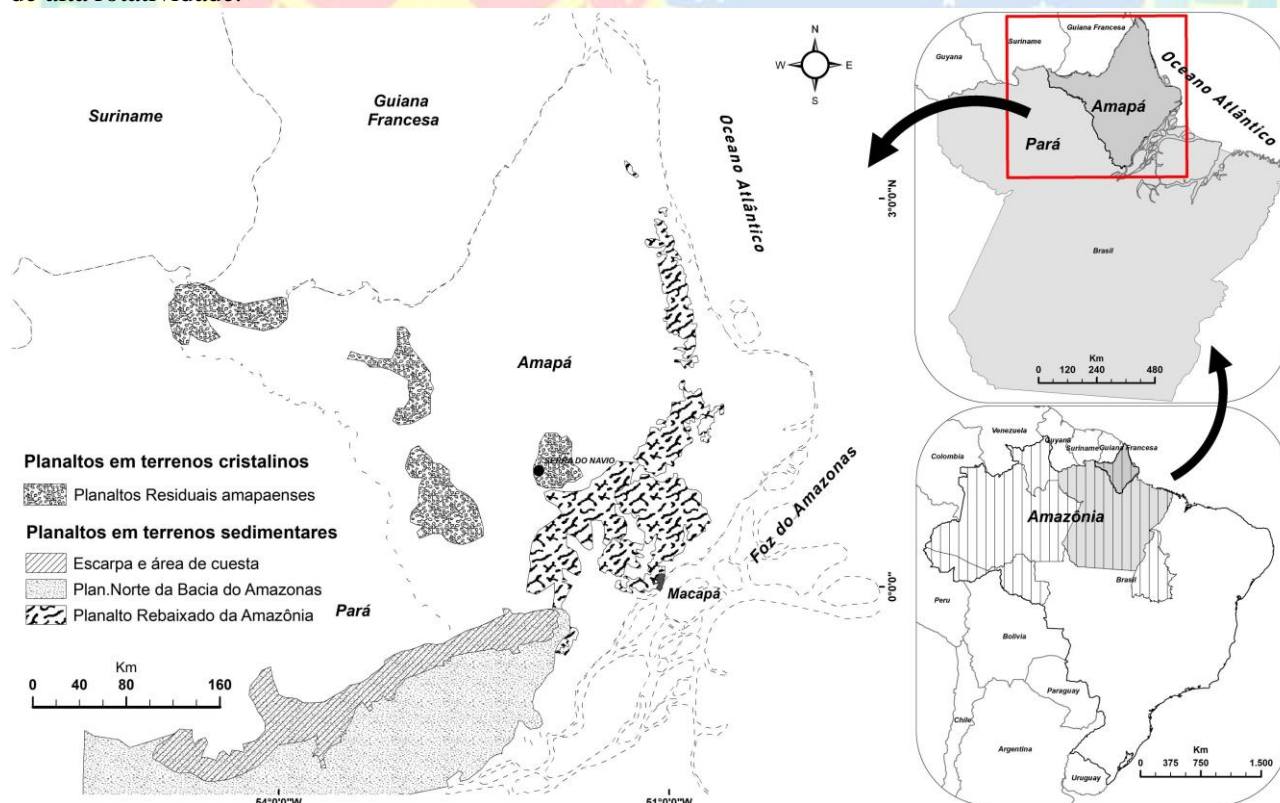 de alta rotatividade.
Suriname
Guiana
Francesa
N
W E
S
Oceano Atlântico
Amapá
SERRA DO NAVIO
Foz do Amazonas
Macapá
Pará
Planaltos em terrenos cristalinos
Planaltos Residuais amapaenses
Planaltos em terrenos sedimentares
Escarpa e área de cuesta
Plan.Norte da Bacia do Amazonas
Planalto Rebaixado da Amazônia
Km
0 40 80 160
54°0'0"W
51°0'0"W
3°0'0"N
0°0'0"
Guyana
Suriname
Guiana Francesa
Oceano Atlântico
Amapá
Pará
Brasil
Km
0 120 240 480
Venezuela
Guyana
Suriname
Guiana Francesa
Colombia
Amazônia
Brasil
Peru
Bolivia
Paraguay
Chile
Argentina
Uruguay
Km
0 375 750 1.500